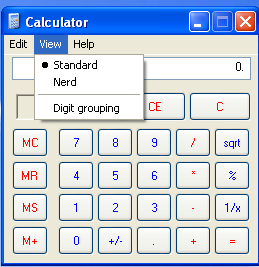 Calculator
Edit View Help
0.
Standard
Nerd
Digit grouping
CE C
MC 7 8 9 / sqrt
MR 4 5 6 * %
MS 1 2 3 - 1/x
M+ 0 +/- . + =